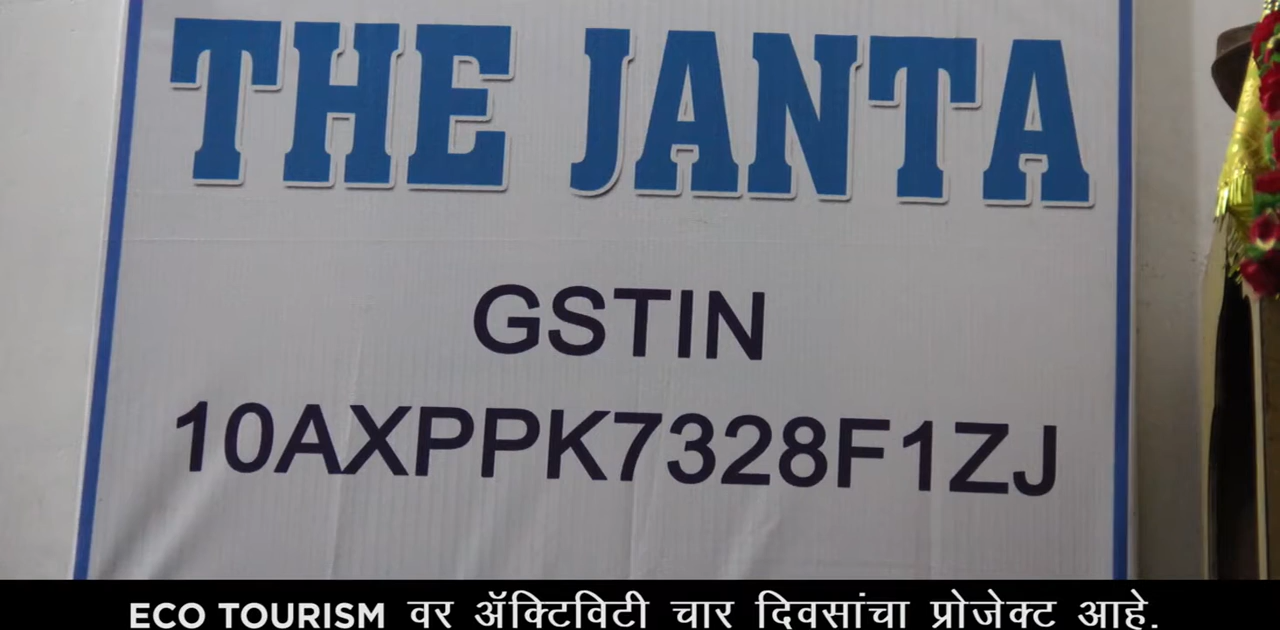 THE JANTA
GSTIN
10AXPPK7328F1ZJ
ECO TOURISM वर ॲक्टिविटी चार दिवसांचा प्रोजेक्ट आहे.